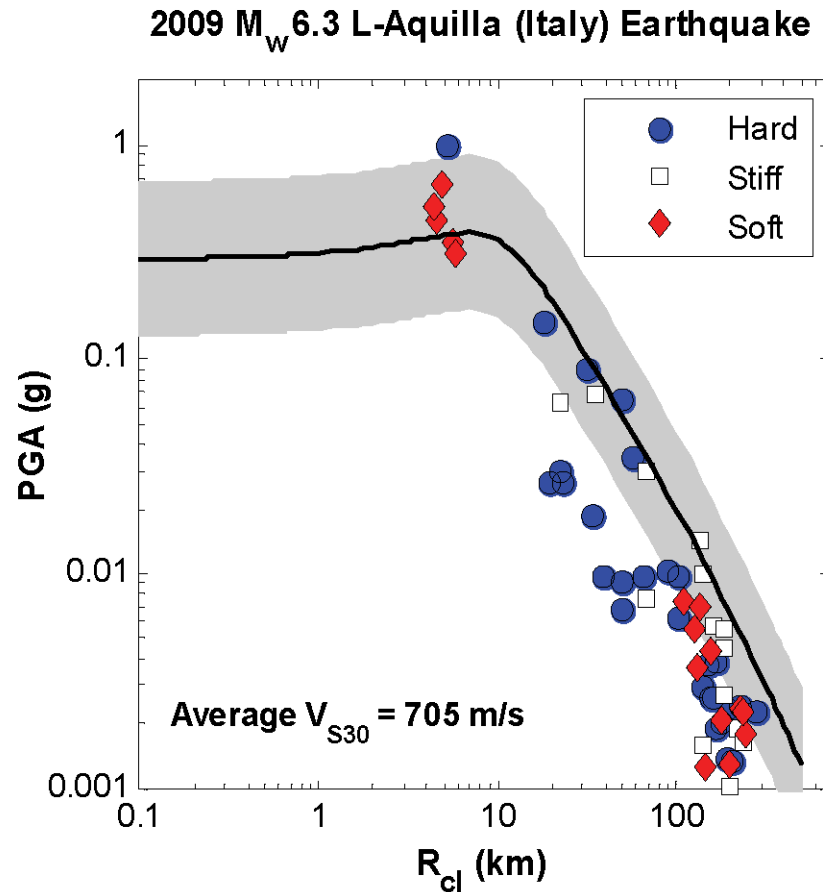 2009 Mw6.3 L-Aquilla (Italy) Earthquake
Hard
Stiff
Soft
1
0.1
0.01
0.001
PGA (g)
Average VS30 = 705 m/s
0.1
1
10
100
Rcl (km)